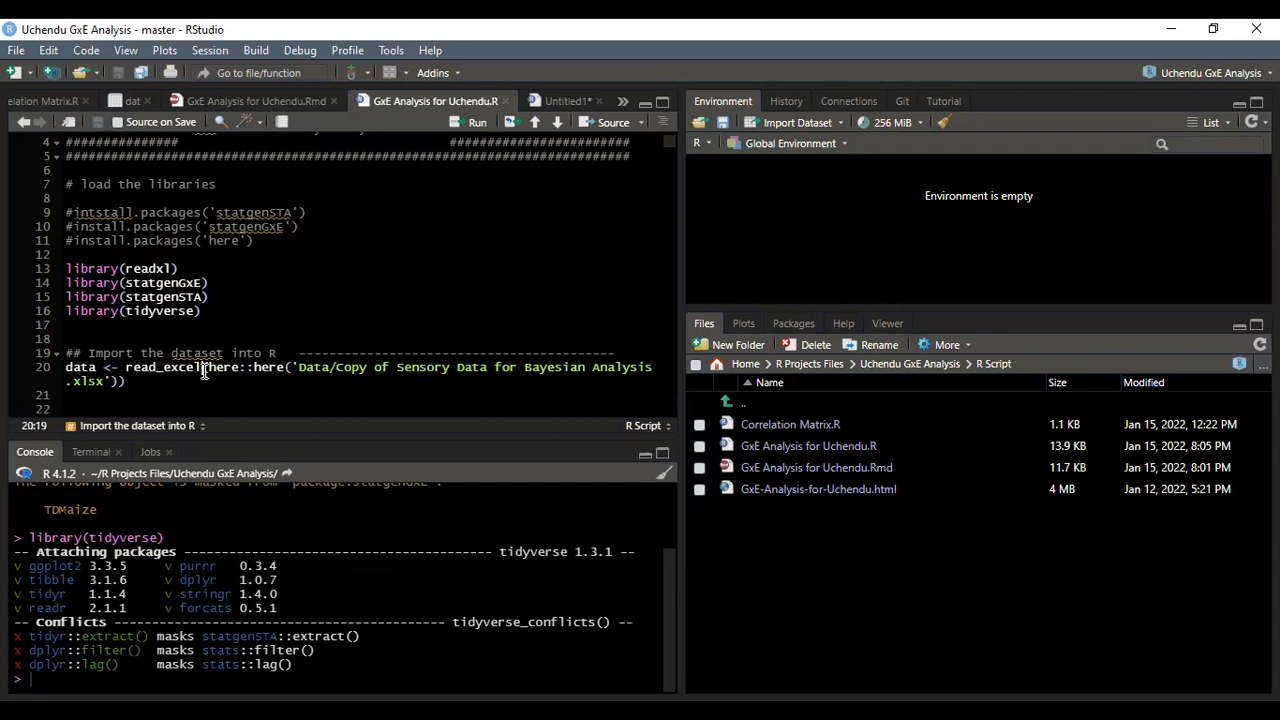 Uchendu GxE Analysis - master - RStudio
File Edit Code View Plots Session Build Debug Profile Tools Help
Go to file/function Addins Uchendu GxE Analysis
elation Matrix.R dat GxE Analysis for Uchendu.Rmd GxE Analysis for Uchendu.R Untitled1*
Source on Save Run Source
4 ############### ########################
5 ###########################################################################
6
7 # load the libraries
8
9 #intstall.packages('statgenSTA')
10 #install.packages('statgenGxE')
11 #install.packages('here')
12
13 library(readxl)
14 library(statgenGxE)
15 library(statgenSTA)
16 library(tidyverse)
17
18
19 ## Import the dataset into R ------------------------------------------
20 data <- read_excel(here::here('Data/Copy of Sensory Data for Bayesian Analysis
.xlsx'))
21
22
20:19 # Import the dataset into R R Script
Console Terminal Jobs
R 4.1.2 · ~/R Projects Files/Uchendu GxE Analysis/
TDMaize
> library(tidyverse)
-- Attaching packages --------------------------------------- tidyverse 1.3.1 --
v ggplot2 3.3.5 v purrr 0.3.4
v tibble 3.1.6 v dplyr 1.0.7
v tidyr 1.1.4 v stringr 1.4.0
v readr 2.1.1 v forcats 0.5.1
-- Conflicts ------------------------------------------ tidyverse_conflicts() --
x tidyr::extract() masks statgenSTA::extract()
x dplyr::filter() masks stats::filter()
x dplyr::lag() masks stats::lag()
>
Environment History Connections Git Tutorial
Import Dataset 256 MiB List
R Global Environment
Environment is empty
Files Plots Packages Help Viewer
New Folder Delete Rename More
Home > R Projects Files > Uchendu GxE Analysis > R Script
Name Size Modified
..
Correlation Matrix.R 1.1 KB Jan 15, 2022, 12:22 PM
GxE Analysis for Uchendu.R 13.9 KB Jan 15, 2022, 8:05 PM
GxE Analysis for Uchendu.Rmd 11.7 KB Jan 15, 2022, 8:01 PM
GxE-Analysis-for-Uchendu.html 4 MB Jan 12, 2022, 5:21 PM